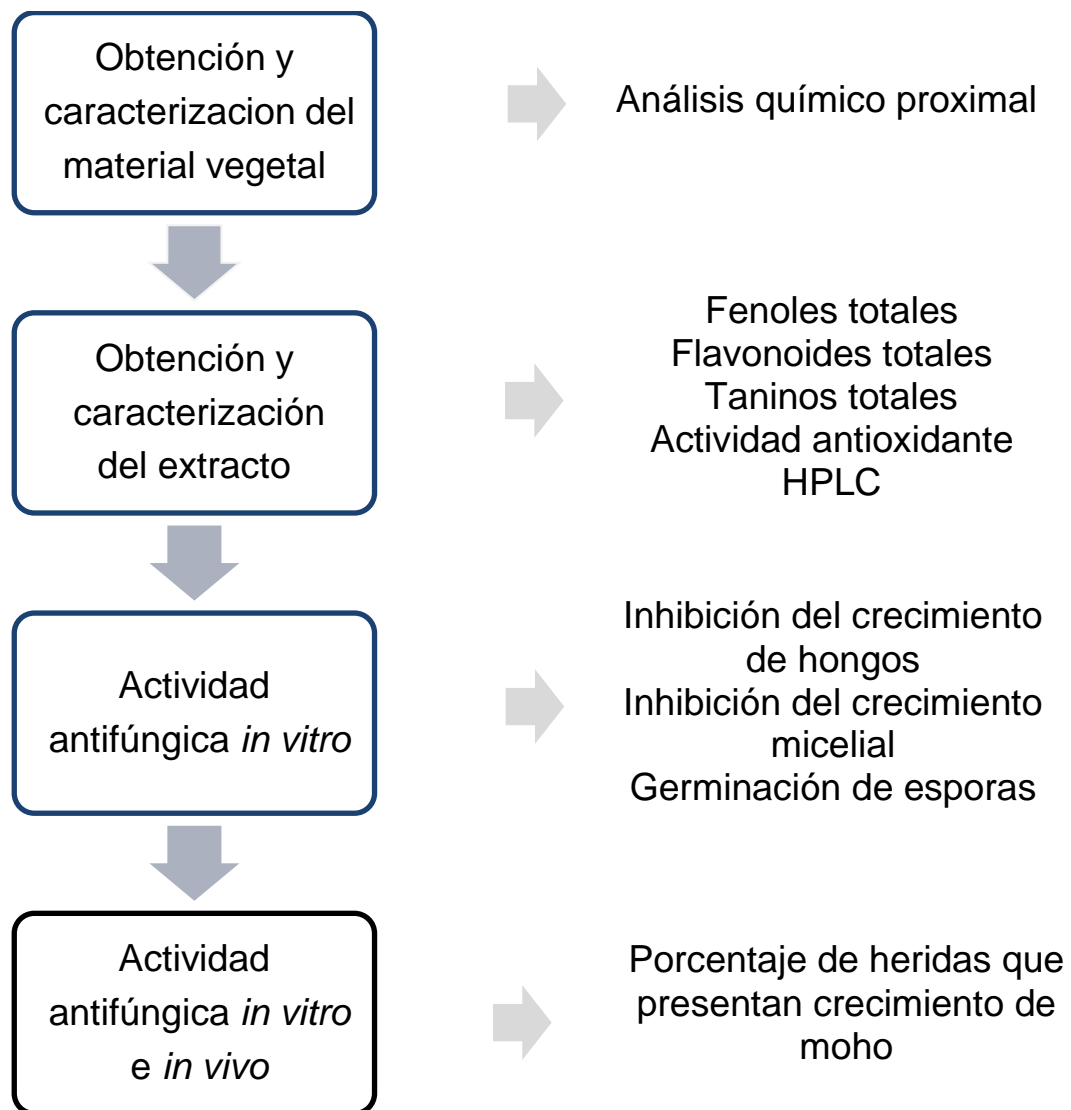 Obtención y
caracterizacion del
material vegetal
Análisis químico proximal
Obtención y
caracterización
del extracto
Fenoles totales
Flavonoides totales
Taninos totales
Actividad antioxidante
HPLC
Actividad
antifúngica in vitro
Inhibición del crecimiento
de hongos
Inhibición del crecimiento
micelial
Germinación de esporas
Actividad
antifúngica in vitro
e in vivo
Porcentaje de heridas que
presentan crecimiento de
moho